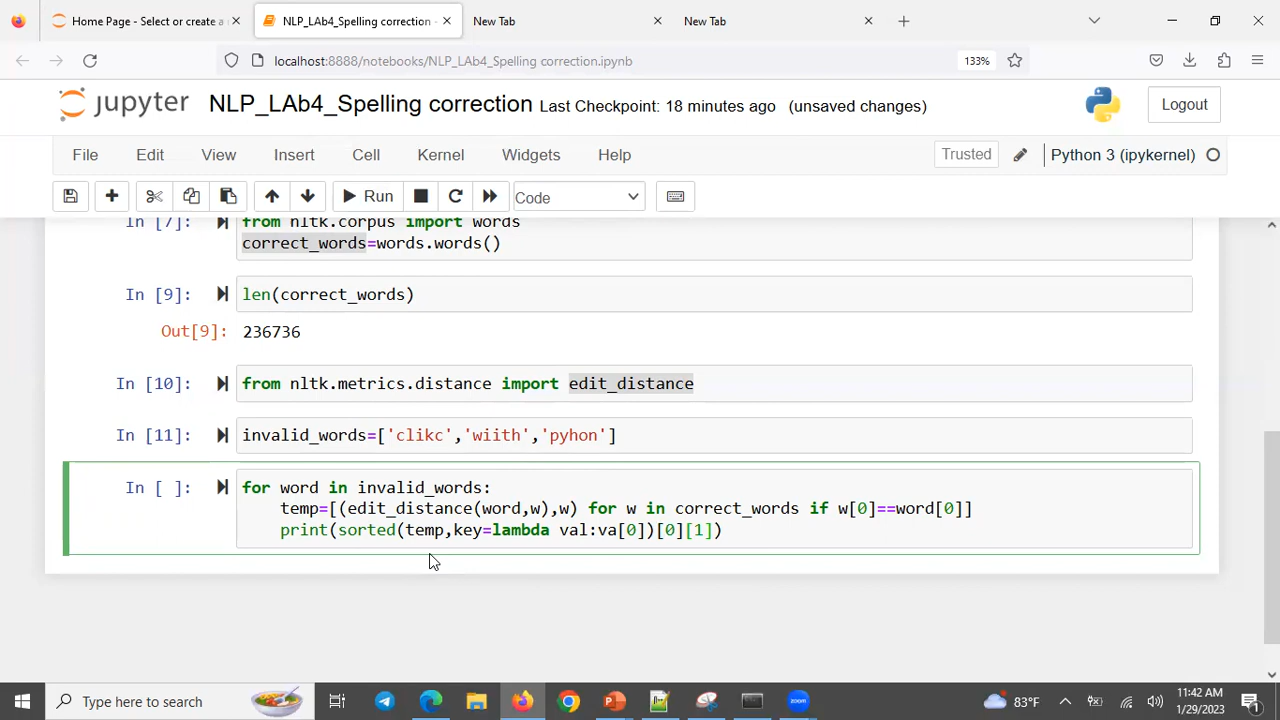 Home Page - Select or create a
NLP_LAb4_Spelling correction -
New Tab
New Tab
localhost:8888/notebooks/NLP_LAb4_Spelling correction.ipynb
133%
jupyter
NLP_LAb4_Spelling correction Last Checkpoint: 18 minutes ago (unsaved changes)
Logout
File Edit View Insert Cell Kernel Widgets Help
Trusted
Python 3 (ipykernel)
Run
Code
In [7]: from nltk.corpus import words
correct_words=words.words()
In [9]: len(correct_words)
Out[9]: 236736
In [10]: from nltk.metrics.distance import edit_distance
In [11]: invalid_words=['clikc','wiith','pyhon']
In [ ]: for word in invalid_words:
temp=[(edit_distance(word,w),w) for w in correct_words if w[0]==word[0]]
print(sorted(temp,key=lambda val:va[0])[0][1])
Type here to search
83°F
11:42 AM
1/29/2023
1